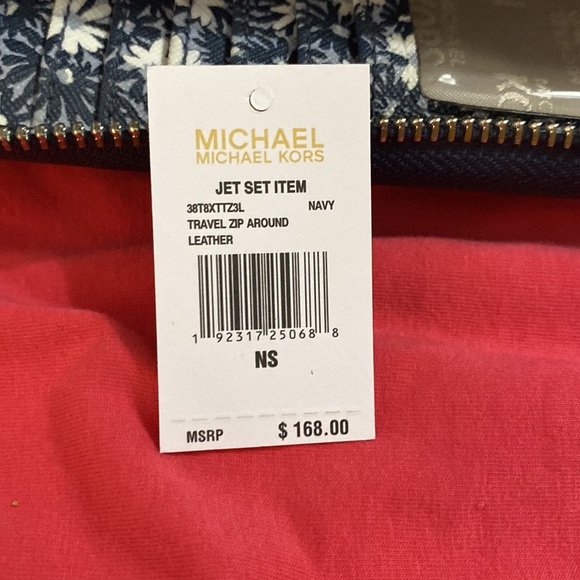 MICHAEL
MICHAEL KORS
JET SET ITEM
38T8XTTZ3L NAVY
TRAVEL ZIP AROUND
LEATHER
1 92317 25068 8
NS
MSRP $ 168.00